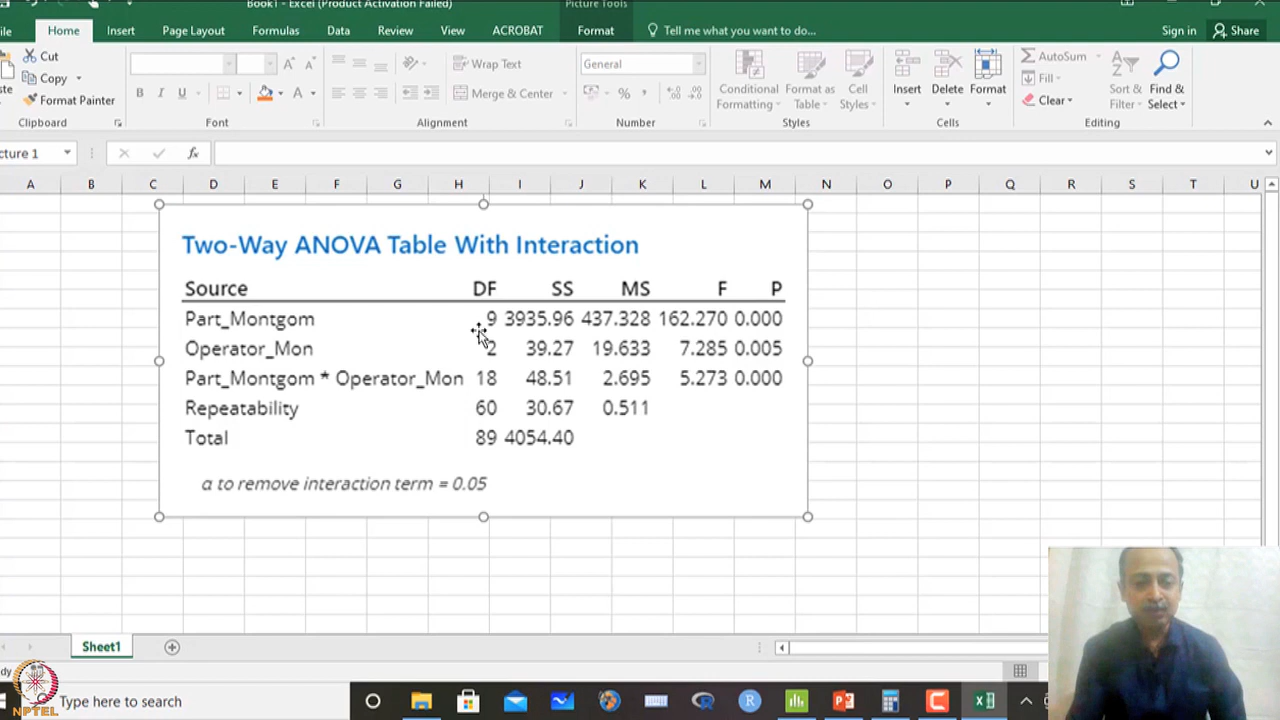 Book1 - Excel (Product Activation Failed)
Picture Tools
Home Insert Page Layout Formulas Data Review View ACROBAT Format Tell me what you want to do... Sign in Share
Cut
Copy
Format Painter
Clipboard
Font
Wrap Text
Merge & Center
Alignment
General
Number
Conditional Formatting
Format as Table
Cell Styles
Styles
Insert Delete Format
Cells
AutoSum
Fill
Clear
Sort & Filter
Find & Select
Editing
cture 1
fx
A B C D E F G H I J K L M N O P Q R S T U
Two-Way ANOVA Table With Interaction
Source DF SS MS F P
Part_Montgom 9 3935.96 437.328 162.270 0.000
Operator_Mon 2 39.27 19.633 7.285 0.005
Part_Montgom * Operator_Mon 18 48.51 2.695 5.273 0.000
Repeatability 60 30.67 0.511
Total 89 4054.40
α to remove interaction term = 0.05
Sheet1
dy
NPTEL
Type here to search